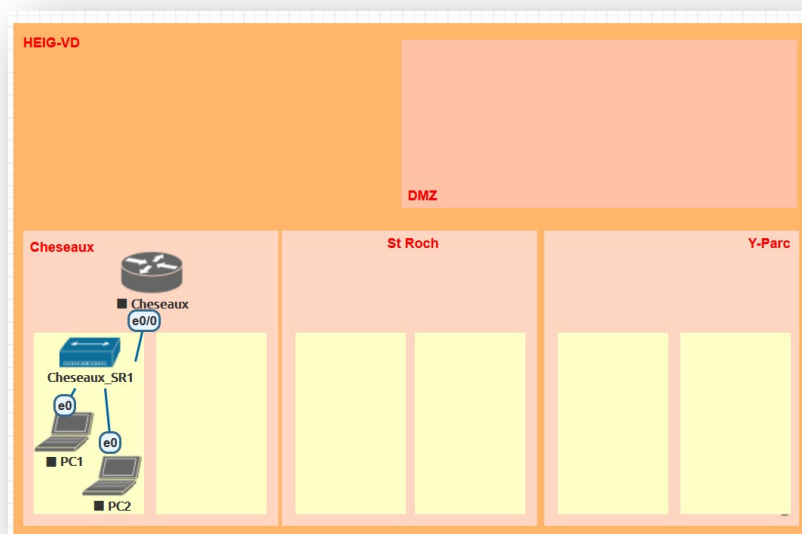 HEIG-VD
DMZ
Cheseaux
St Roch
Y-Parc
Cheseaux
e0/0
Cheseaux_SR1
e0
PC1
e0
PC2